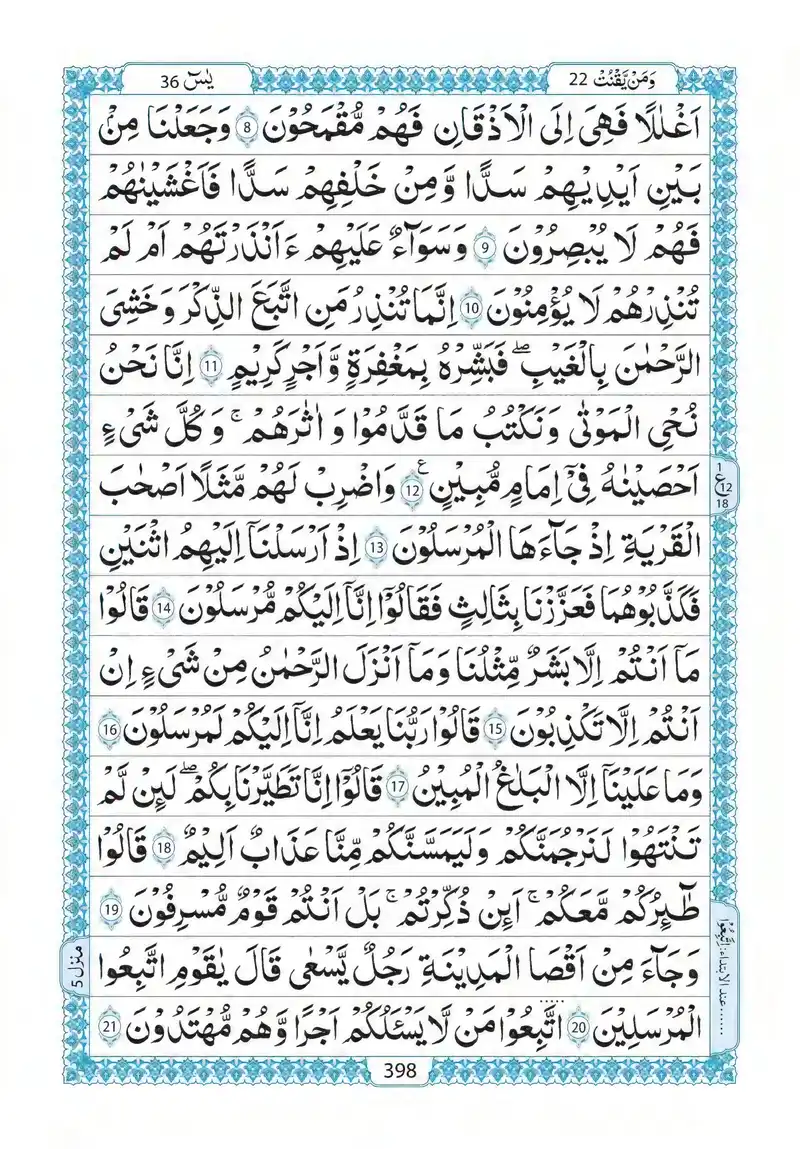 وَمَنْ يَّقْنُتْ 22
يٰسٓ 36
اَغْلٰلًا فَهِىَ اِلَى الْاَذْقَانِ فَهُمْ مُّقْمَحُوْنَ 8 وَجَعَلْنَا مِنْۢ
بَيْنِ اَيْدِيْهِمْ سَدًّا وَّمِنْ خَلْفِهِمْ سَدًّا فَاَغْشَيْنٰهُمْ
فَهُمْ لَا يُبْصِرُوْنَ 9 وَسَوَآءٌ عَلَيْهِمْ ءَاَنْذَرْتَهُمْ اَمْ لَمْ
تُنْذِرْهُمْ لَا يُؤْمِنُوْنَ 10 اِنَّمَا تُنْذِرُ مَنِ اتَّبَعَ الذِّكْرَ وَخَشِىَ
الرَّحْمٰنَ بِالْغَيْبِ ۖ فَبَشِّرْهُ بِمَغْفِرَةٍ وَّاَجْرٍ كَرِيْمٍ 11 اِنَّا نَحْنُ
نُحْىِ الْمَوْتٰى وَنَكْتُبُ مَا قَدَّمُوْا وَاٰثَارَهُمْ ۚ وَكُلَّ شَىْءٍ
اَحْصَيْنٰهُ فِىْٓ اِمَامٍ مُّبِيْنٍ 12 ع وَاضْرِبْ لَهُمْ مَّثَلًا اَصْحٰبَ
1
ع 12
18
الْقَرْيَةِ اِذْ جَآءَهَا الْمُرْسَلُوْنَ 13 اِذْ اَرْسَلْنَآ اِلَيْهِمُ اثْنَيْنِ
فَكَذَّبُوْهُمَا فَعَزَّزْنَا بِثَالِثٍ فَقَالُوْٓا اِنَّآ اِلَيْكُمْ مُّرْسَلُوْنَ 14 قَالُوْا
مَآ اَنْتُمْ اِلَّا بَشَرٌ مِّثْلُنَا وَمَآ اَنْزَلَ الرَّحْمٰنُ مِنْ شَىْءٍ اِنْ
اَنْتُمْ اِلَّا تَكْذِبُوْنَ 15 قَالُوْا رَبُّنَا يَعْلَمُ اِنَّآ اِلَيْكُمْ لَمُرْسَلُوْنَ 16
وَمَا عَلَيْنَآ اِلَّا الْبَلٰغُ الْمُبِيْنُ 17 قَالُوْٓا اِنَّا تَطَيَّرْنَا بِكُمْ ۖ لَئِنْ لَّمْ
تَنْتَهُوْا لَنَرْجُمَنَّكُمْ وَلَيَمَسَّنَّكُمْ مِّنَّا عَذَابٌ اَلِيْمٌ 18 قَالُوْا
طَٰٓئِرُكُمْ مَّعَكُمْ ۚ اَئِنْ ذُكِّرْتُمْ ۚ بَلْ اَنْتُمْ قَوْمٌ مُّسْرِفُوْنَ 19
وَجَآءَ مِنْ اَقْصَا الْمَدِيْنَةِ رَجُلٌ يَّسْعٰى قَالَ يٰقَوْمِ اتَّبِعُوا
منزل 5
الْمُرْسَلِيْنَ 20 اتَّبِعُوْا مَنْ لَّا يَسْئَلُكُمْ اَجْرًا وَّهُمْ مُّهْتَدُوْنَ 21
......عند الابتداء: اِتَّبِعُوْا
398